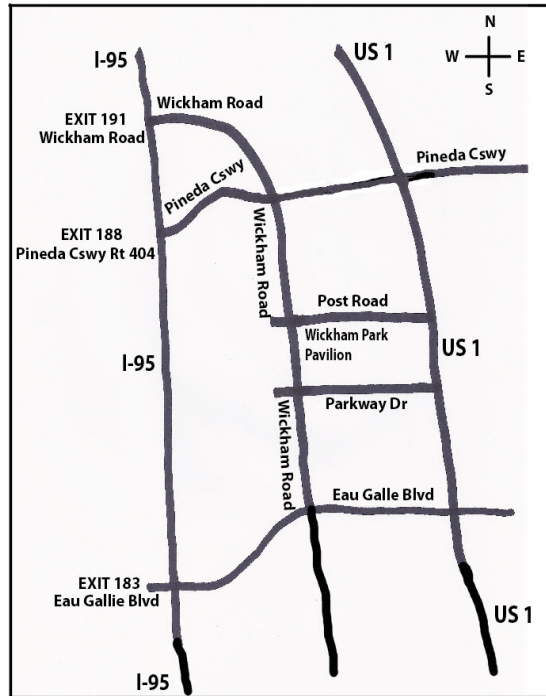 N
W E
S
I-95
US 1
EXIT 191
Wickham Road
Wickham Road
Pineda Cswy
Pineda Cswy
EXIT 188
Pineda Cswy Rt 404
Wickham Road
Post Road
Wickham Park
Pavilion
I-95
US 1
Parkway Dr
Wickham Road
Eau Galle Blvd
EXIT 183
Eau Gallie Blvd
US 1
I-95